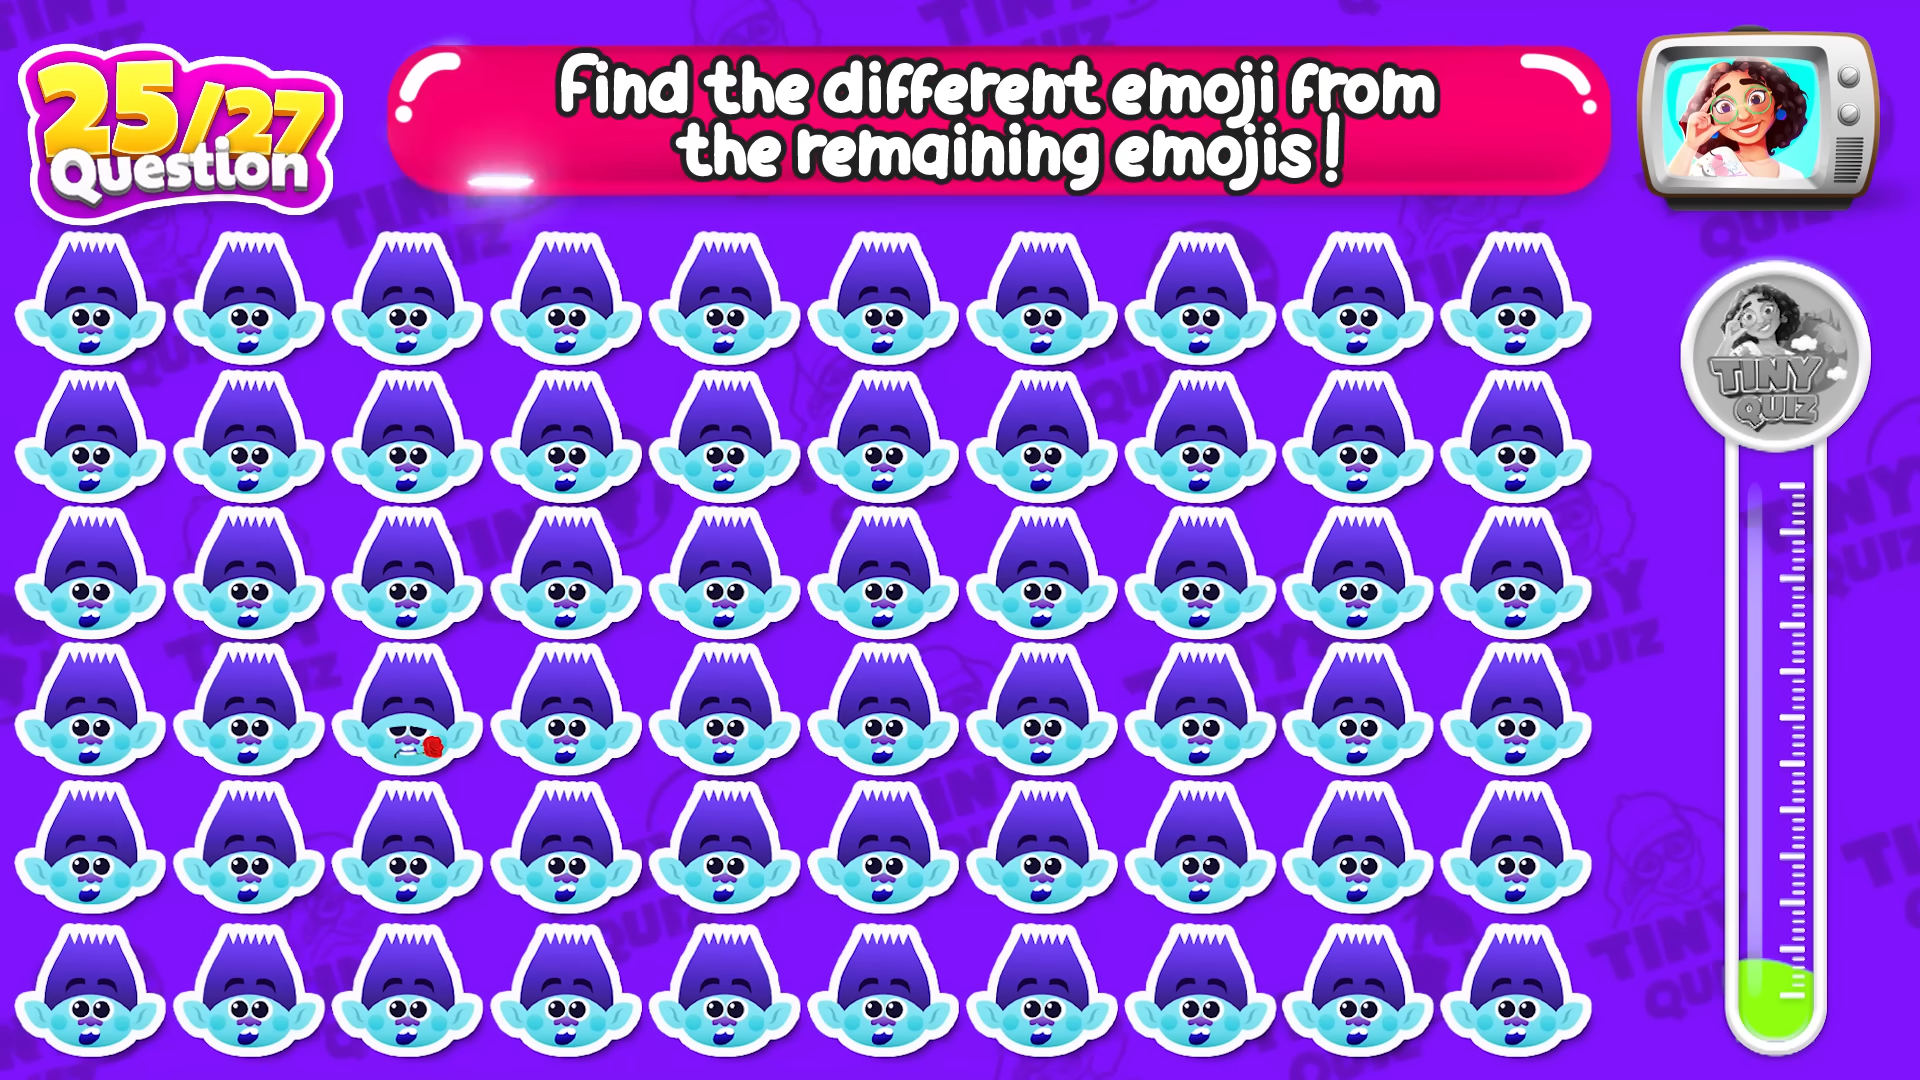 25/27
Question
Find the different emoji from
the remaining emojis!
TINY
QUIZ